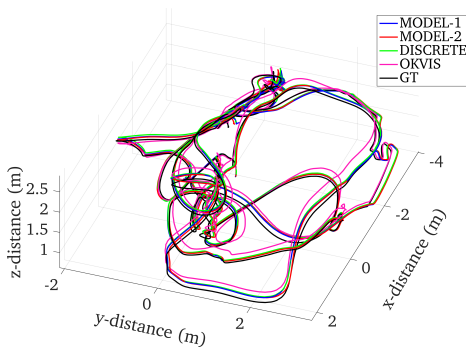 MODEL-1
MODEL-2
DISCRETE
OKVIS
GT
z-distance (m)
2.5
2
1.5
1
-2
0
2
y-distance (m)
2
0
-2
-4
x-distance (m)